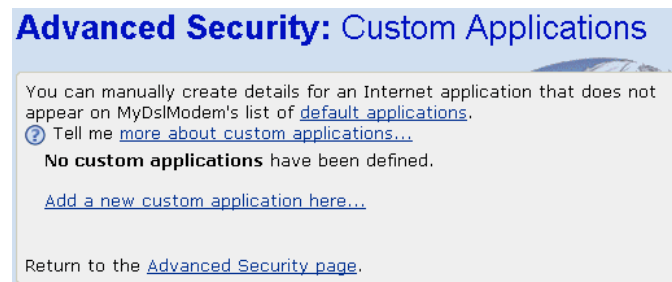 Advanced Security: Custom Applications
You can manually create details for an Internet application that does not
appear on MyDslModem's list of default applications.
? Tell me more about custom applications...
No custom applications have been defined.
Add a new custom application here...
Return to the Advanced Security page.